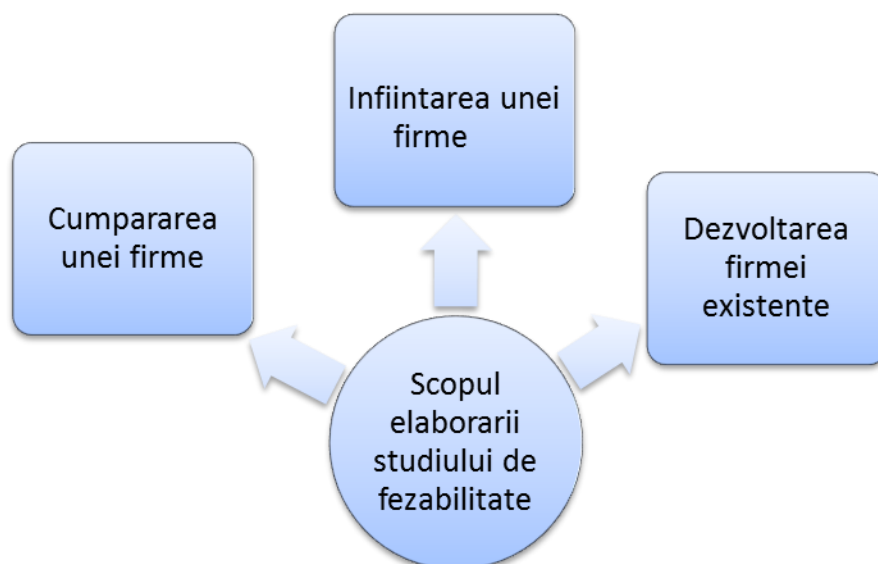 Infiintarea unei
firme
Cumpararea
unei firme
Dezvoltarea
firmei
existente
Scopul
elaborarii
studiului de
fezabilitate